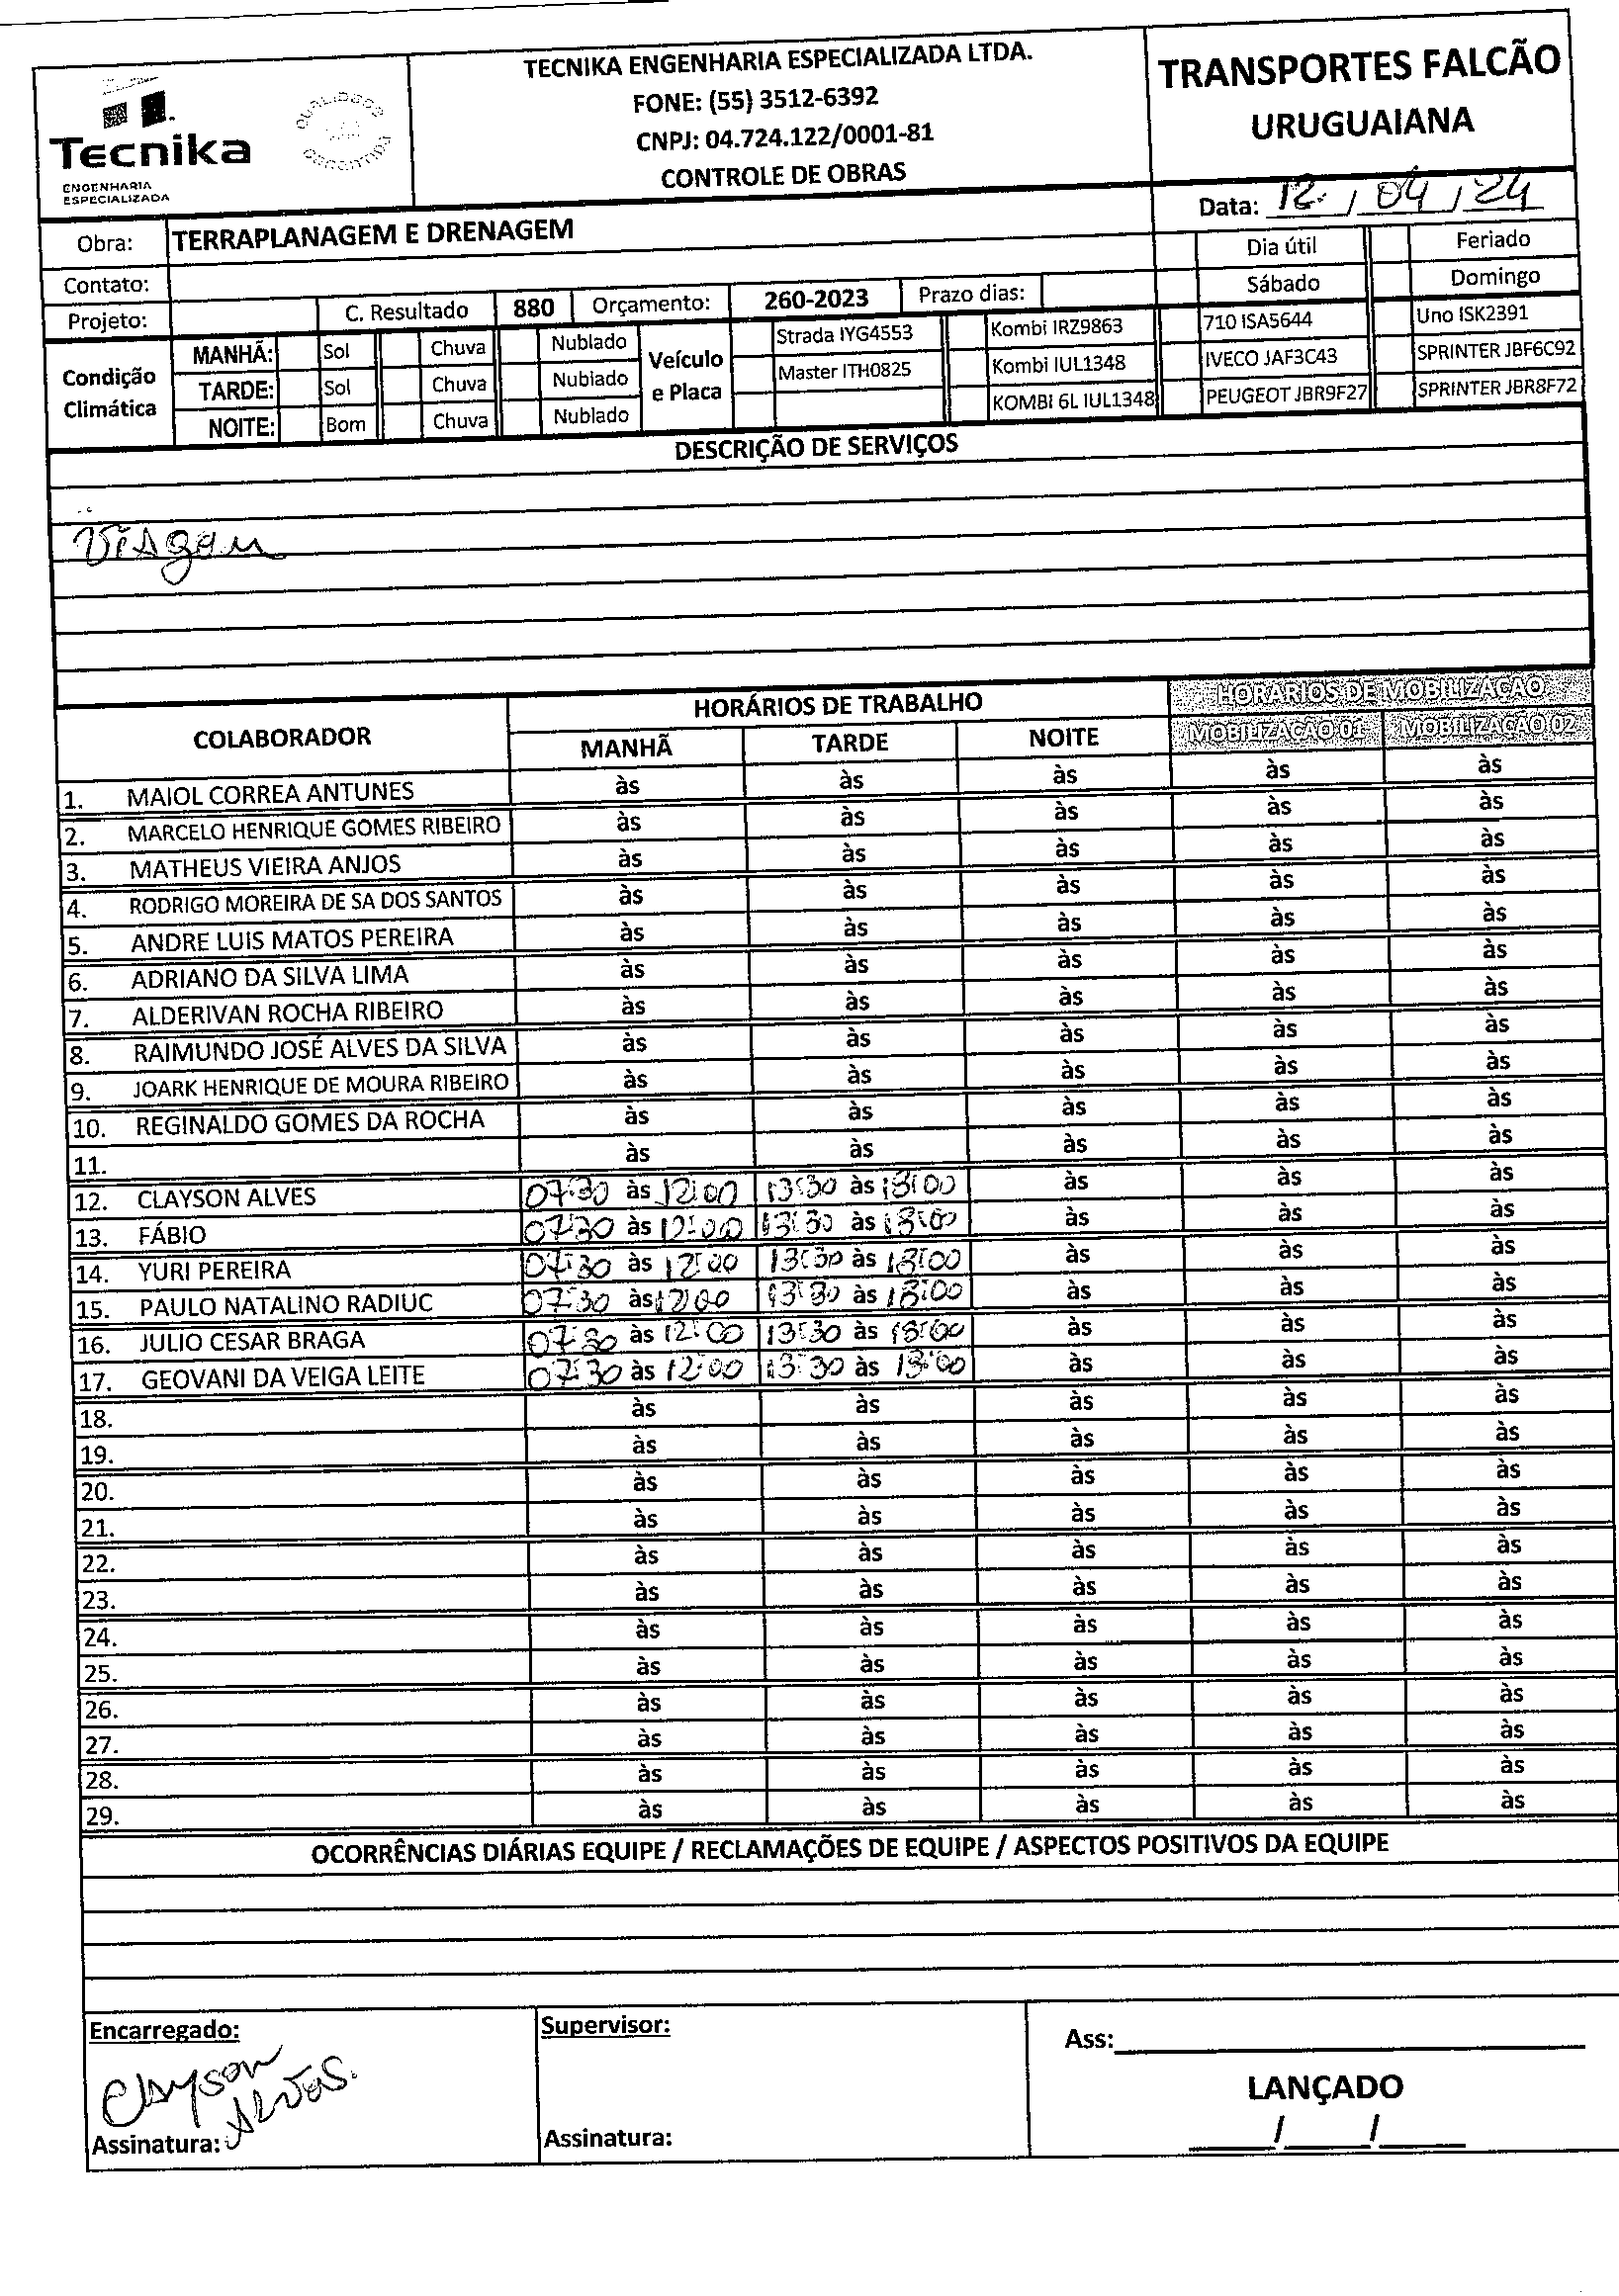 TECNIKA ENGENHARIA ESPECIALIZADA LTDA.
FONE: (55) 3512-6392
CNPJ: 04.724.122/0001-81
CONTROLE DE OBRAS
Tecnika
ENGENHARIA
ESPECIALIZADA
TRANSPORTES FALCÃO
URUGUAIANA
Data: 12 / 04 / 24
Obra: TERRAPLANAGEM E DRENAGEM
Dia útil Feriado
Contato:
Sábado Domingo
Projeto: C. Resultado 880 Orçamento: 260-2023 Prazo dias:
Condição Climática
MANHÃ: Sol Chuva Nublado
TARDE: Sol Chuva Nublado
NOITE: Bom Chuva Nublado
Veículo e Placa
Strada IYG4553 Kombi IRZ9863 710 ISA5644 Uno ISK2391
Master ITH0825 Kombi IUL1348 IVECO JAF3C43 SPRINTER JBF6C92
KOMBI 6L IUL1348 PEUGEOT JBR9F27 SPRINTER JBR8F72
DESCRIÇÃO DE SERVIÇOS
Viagem
COLABORADOR HORÁRIOS DE TRABALHO HORÁRIOS DE MOBILIZAÇÃO
MANHÃ TARDE NOITE MOBILIZAÇÃO 01 MOBILIZAÇÃO 02
1. MAIOL CORREA ANTUNES às às às às às
2. MARCELO HENRIQUE GOMES RIBEIRO às às às às às
3. MATHEUS VIEIRA ANJOS às às às às às
4. RODRIGO MOREIRA DE SA DOS SANTOS às às às às às
5. ANDRE LUIS MATOS PEREIRA às às às às às
6. ADRIANO DA SILVA LIMA às às às às às
7. ALDERIVAN ROCHA RIBEIRO às às às às às
8. RAIMUNDO JOSÉ ALVES DA SILVA às às às às às
9. JOARK HENRIQUE DE MOURA RIBEIRO às às às às às
10. REGINALDO GOMES DA ROCHA às às às às às
11. às às às às às
12. CLAYSON ALVES 07:30 às 12:00 13:30 às 18:00 às às às
13. FÁBIO 07:30 às 12:00 13:30 às 18:00 às às às
14. YURI PEREIRA 07:30 às 12:00 13:30 às 18:00 às às às
15. PAULO NATALINO RADIUC 07:30 às 12:00 13:30 às 18:00 às às às
16. JULIO CESAR BRAGA 07:30 às 12:00 13:30 às 18:00 às às às
17. GEOVANI DA VEIGA LEITE 07:30 às 12:00 13:30 às 18:00 às às às
18. às às às às às
19. às às às às às
20. às às às às às
21. às às às às às
22. às às às às às
23. às às às às às
24. às às às às às
25. às às às às às
26. às às às às às
27. às às às às às
28. às às às às às
29. às às às às às
OCORRÊNCIAS DIÁRIAS EQUIPE / RECLAMAÇÕES DE EQUIPE / ASPECTOS POSITIVOS DA EQUIPE
Encarregado: Supervisor: Ass:
Clayson
Alves.
LANÇADO
Assinatura: Assinatura: / /